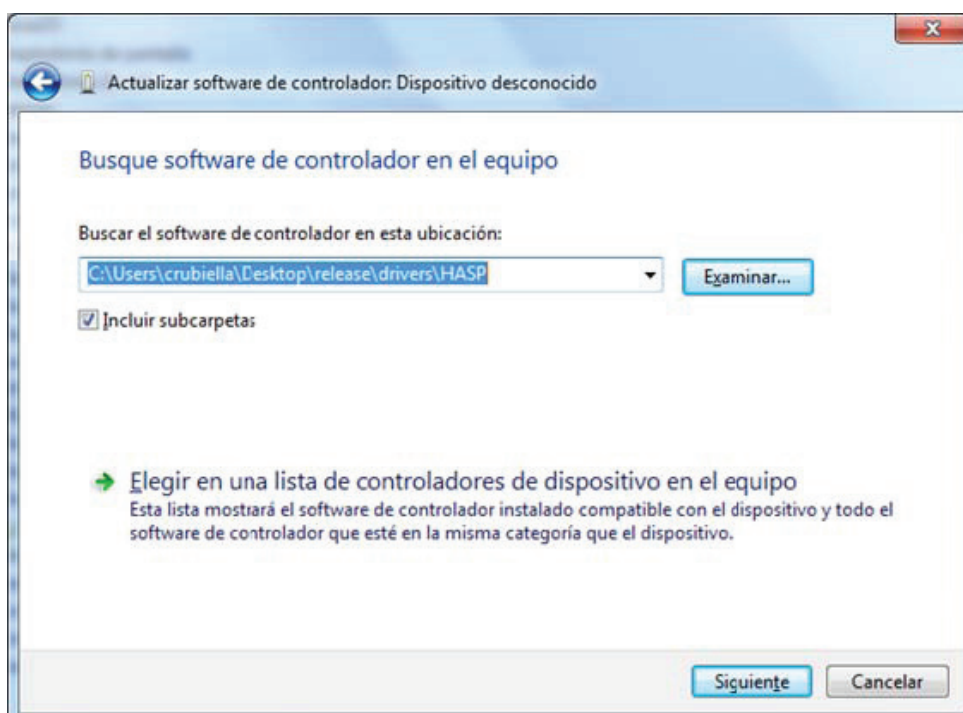 Actualizar software de controlador: Dispositivo desconocido
Busque software de controlador en el equipo
Buscar el software de controlador en esta ubicación:
C:\Users\crubiella\Desktop\release\drivers\HASP
Examinar...
Incluir subcarpetas
Elegir en una lista de controladores de dispositivo en el equipo
Esta lista mostrará el software de controlador instalado compatible con el dispositivo y todo el
software de controlador que esté en la misma categoría que el dispositivo.
Siguiente
Cancelar